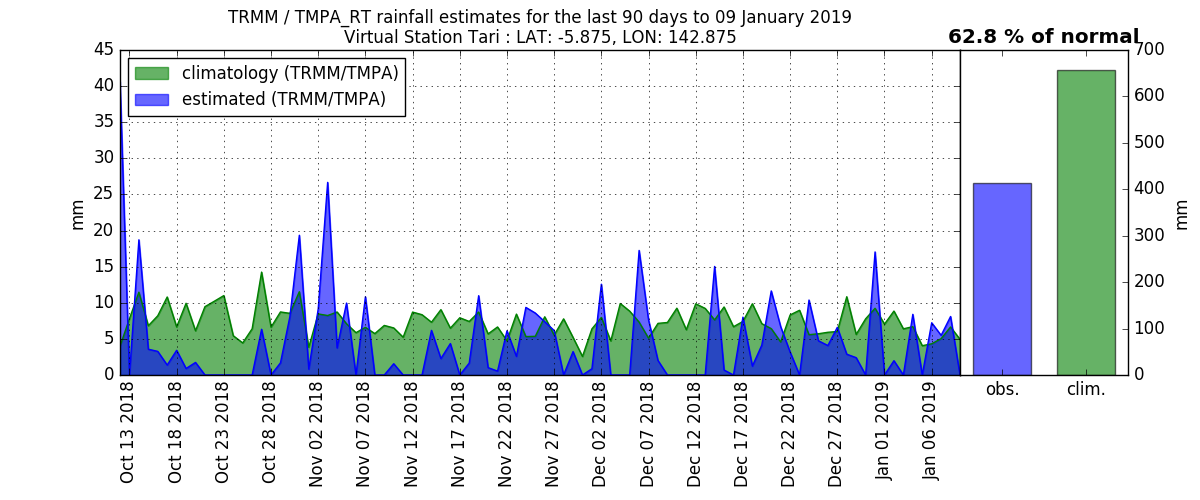 TRMM / TMPA_RT rainfall estimates for the last 90 days to 09 January 2019
Virtual Station Tari : LAT: -5.875, LON: 142.875
62.8 % of normal
climatology (TRMM/TMPA)
estimated (TRMM/TMPA)
mm
45
40
35
30
25
20
15
10
5
0
Oct 13 2018
Oct 18 2018
Oct 23 2018
Oct 28 2018
Nov 02 2018
Nov 07 2018
Nov 12 2018
Nov 17 2018
Nov 22 2018
Nov 27 2018
Dec 02 2018
Dec 07 2018
Dec 12 2018
Dec 17 2018
Dec 22 2018
Dec 27 2018
Jan 01 2019
Jan 06 2019
obs.
clim.
700
600
500
400
300
200
100
0
mm